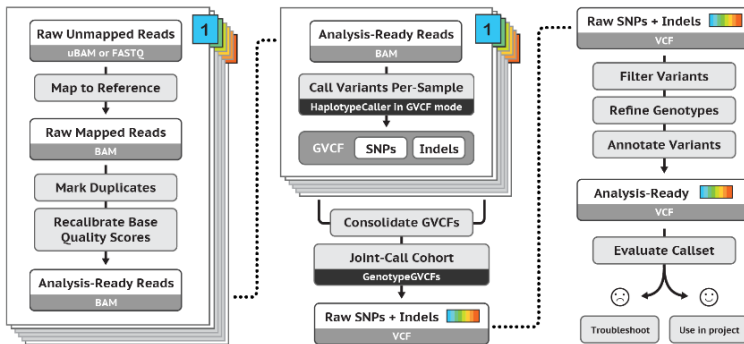 Raw Unmapped Reads
uBAM or FASTQ
1
Map to Reference
Raw Mapped Reads
BAM
Mark Duplicates
Recalibrate Base
Quality Scores
Analysis-Ready Reads
BAM
Analysis-Ready Reads
BAM
1
Call Variants Per-Sample
HaplotypeCaller in GVCF mode
GVCF SNPs Indels
Consolidate GVCFs
Joint-Call Cohort
GenotypeGVCFs
Raw SNPs + Indels
VCF
Raw SNPs + Indels
VCF
Filter Variants
Refine Genotypes
Annotate Variants
Analysis-Ready
VCF
Evaluate Callset
Troubleshoot
Use in project